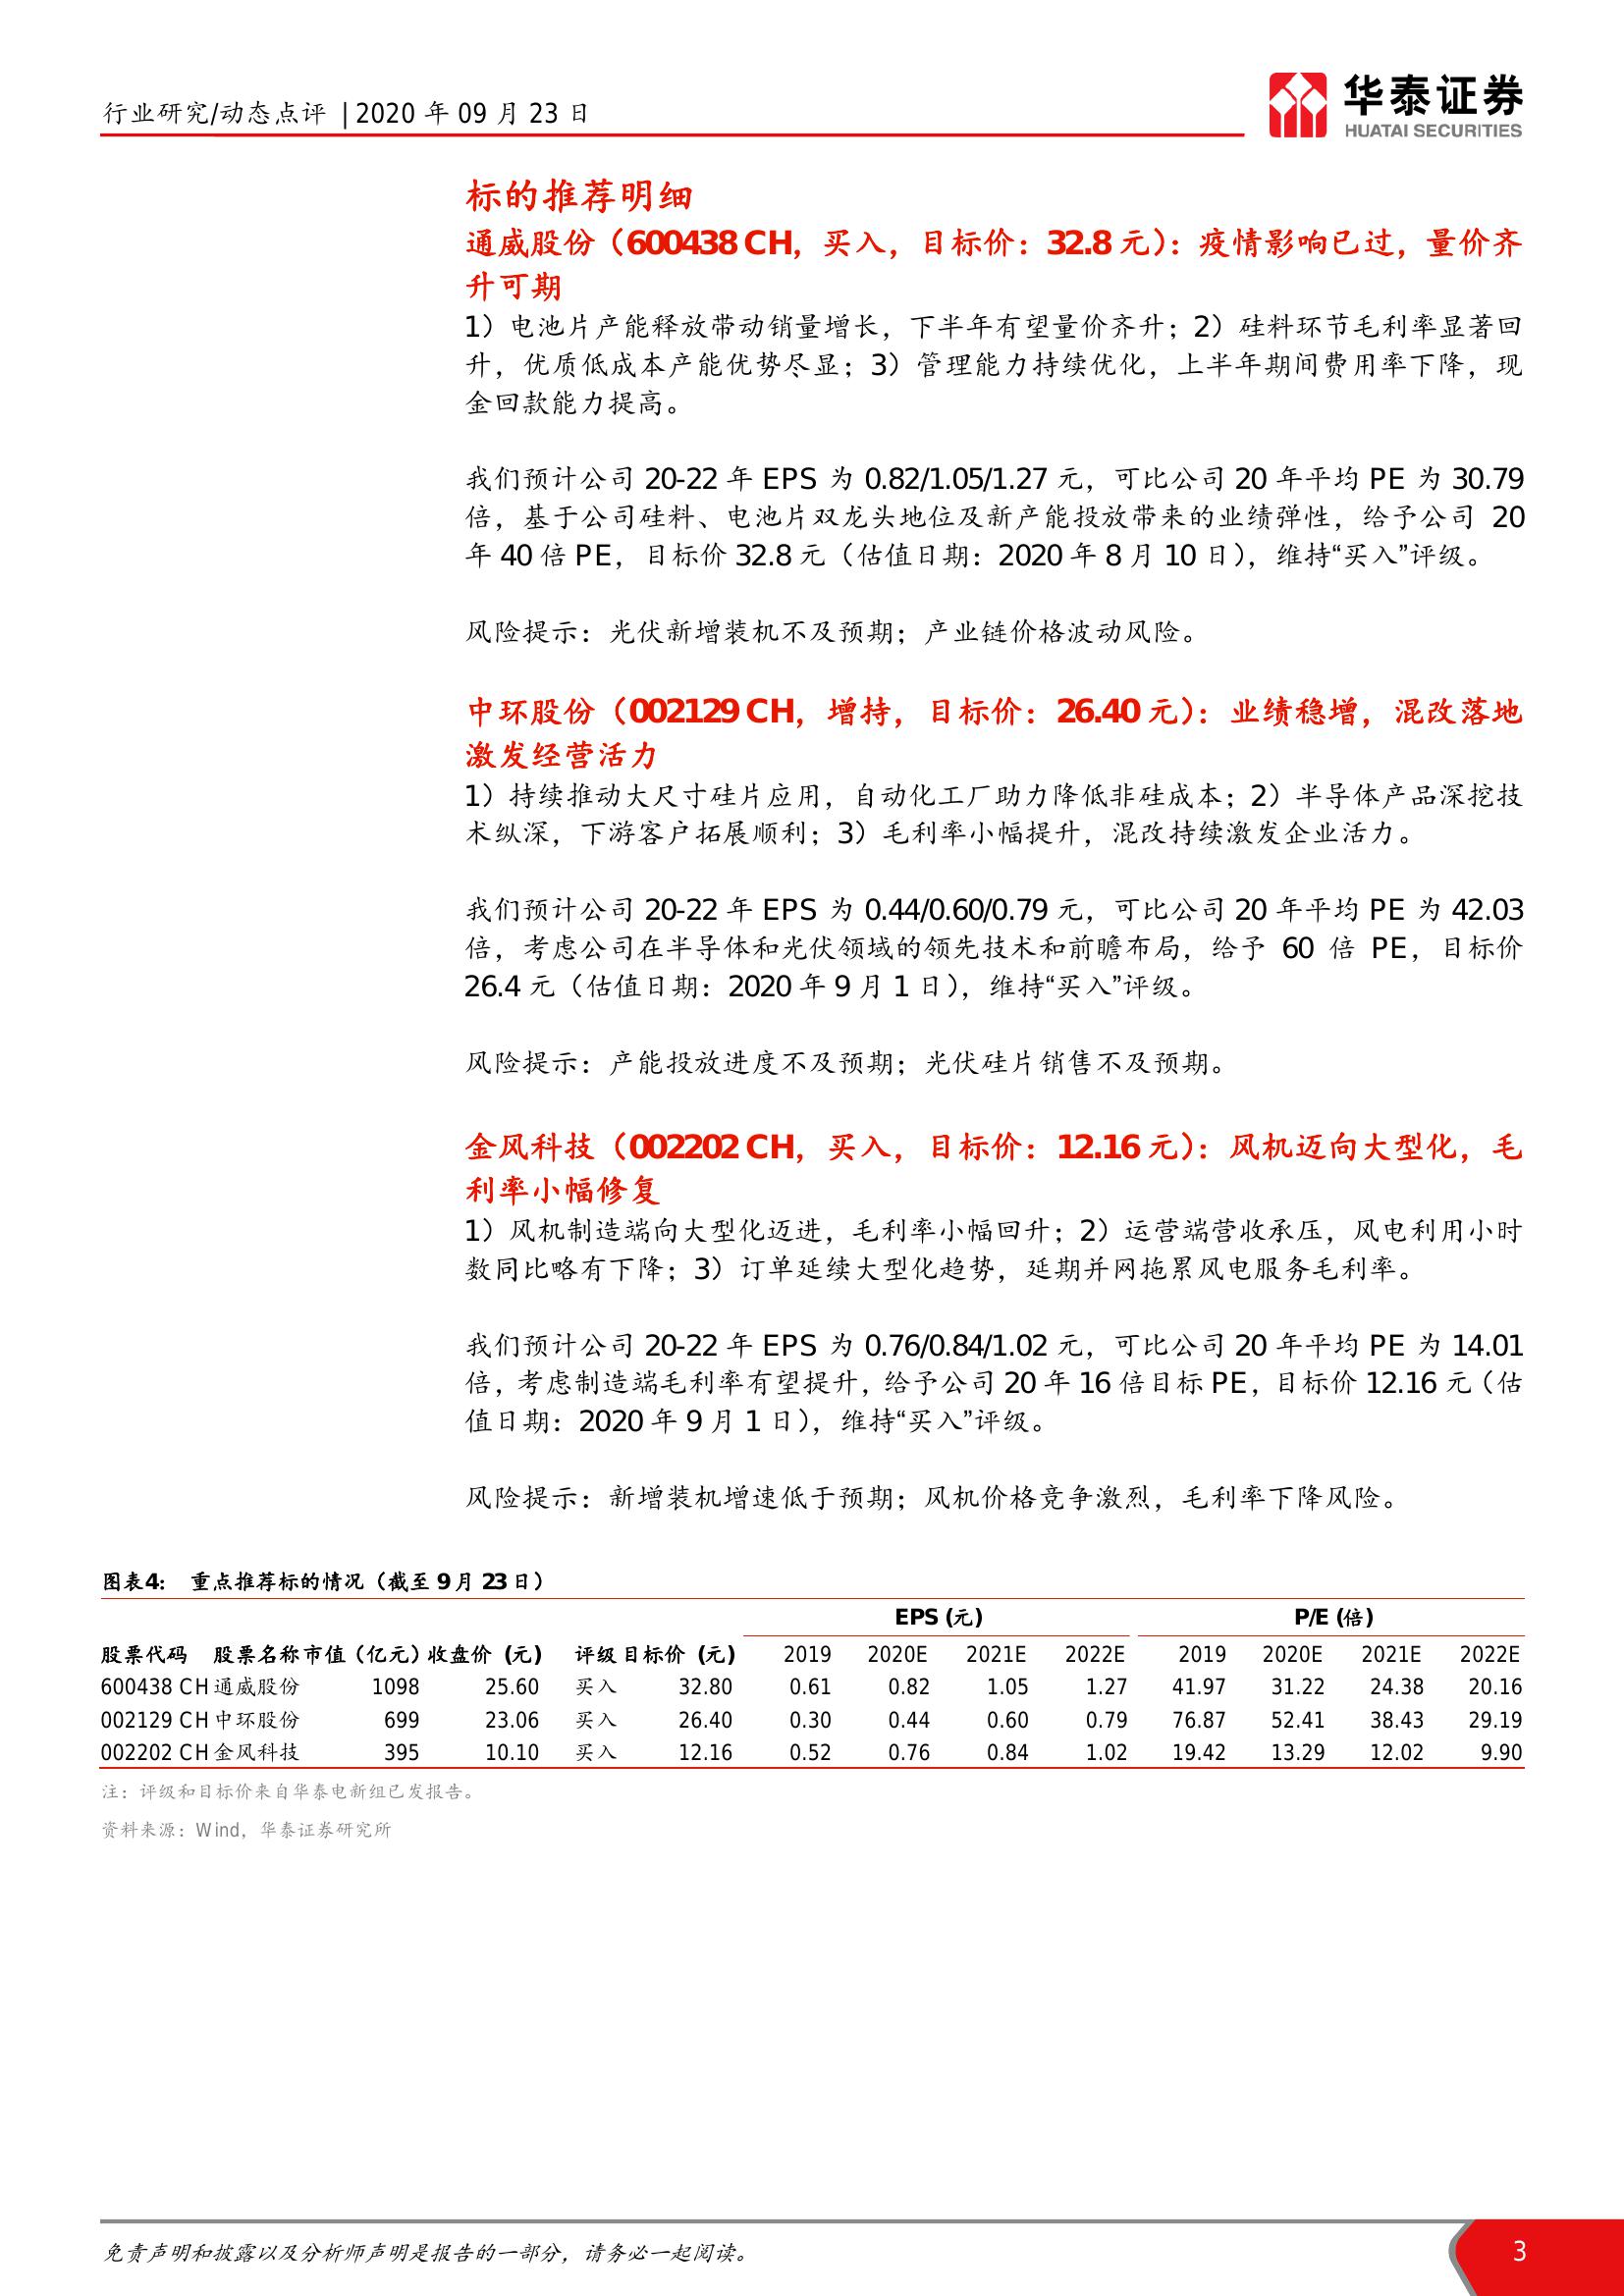 行业研究/动态点评 | 2020 年 09 月 23 日
华泰证券
HUATAI SECURITIES
标的推荐明细
通威股份（600438 CH，买入，目标价：32.8 元）：疫情影响已过，量价齐
升可期
1）电池片产能释放带动销量增长，下半年有望量价齐升；2）硅料环节毛利率显著回
升，优质低成本产能优势尽显；3）管理能力持续优化，上半年期间费用率下降，现
金回款能力提高。
我们预计公司 20-22 年 EPS 为 0.82/1.05/1.27 元，可比公司 20 年平均 PE 为 30.79
倍，基于公司硅料、电池片双龙头地位及新产能投放带来的业绩弹性，给予公司 20
年 40 倍 PE，目标价 32.8 元（估值日期：2020 年 8 月 10 日），维持“买入”评级。
风险提示：光伏新增装机不及预期；产业链价格波动风险。
中环股份（002129 CH，增持，目标价：26.40 元）：业绩稳增，混改落地
激发经营活力
1）持续推动大尺寸硅片应用，自动化工厂助力降低非硅成本；2）半导体产品深挖技
术纵深，下游客户拓展顺利；3）毛利率小幅提升，混改持续激发企业活力。
我们预计公司 20-22 年 EPS 为 0.44/0.60/0.79 元，可比公司 20 年平均 PE 为 42.03
倍，考虑公司在半导体和光伏领域的领先技术和前瞻布局，给予 60 倍 PE，目标价
26.4 元（估值日期：2020 年 9 月 1 日），维持“买入”评级。
风险提示：产能投放进度不及预期；光伏硅片销售不及预期。
金风科技（002202 CH，买入，目标价：12.16 元）：风机迈向大型化，毛
利率小幅修复
1）风机制造端向大型化迈进，毛利率小幅回升；2）运营端营收承压，风电利用小时
数同比略有下降；3）订单延续大型化趋势，延期并网拖累风电服务毛利率。
我们预计公司 20-22 年 EPS 为 0.76/0.84/1.02 元，可比公司 20 年平均 PE 为 14.01
倍，考虑制造端毛利率有望提升，给予公司 20 年 16 倍目标 PE，目标价 12.16 元（估
值日期：2020 年 9 月 1 日），维持“买入”评级。
风险提示：新增装机增速低于预期；风机价格竞争激烈，毛利率下降风险。
图表4： 重点推荐标的情况（截至 9 月 23 日）
EPS (元) P/E (倍)
股票代码 股票名称 市值（亿元） 收盘价 (元) 评级 目标价 (元) 2019 2020E 2021E 2022E 2019 2020E 2021E 2022E
600438 CH 通威股份 1098 25.60 买入 32.80 0.61 0.82 1.05 1.27 41.97 31.22 24.38 20.16
002129 CH 中环股份 699 23.06 买入 26.40 0.30 0.44 0.60 0.79 76.87 52.41 38.43 29.19
002202 CH 金风科技 395 10.10 买入 12.16 0.52 0.76 0.84 1.02 19.42 13.29 12.02 9.90
注：评级和目标价来自华泰电新组已发报告。
资料来源：Wind，华泰证券研究所
免责声明和披露以及分析师声明是报告的一部分，请务必一起阅读。
3